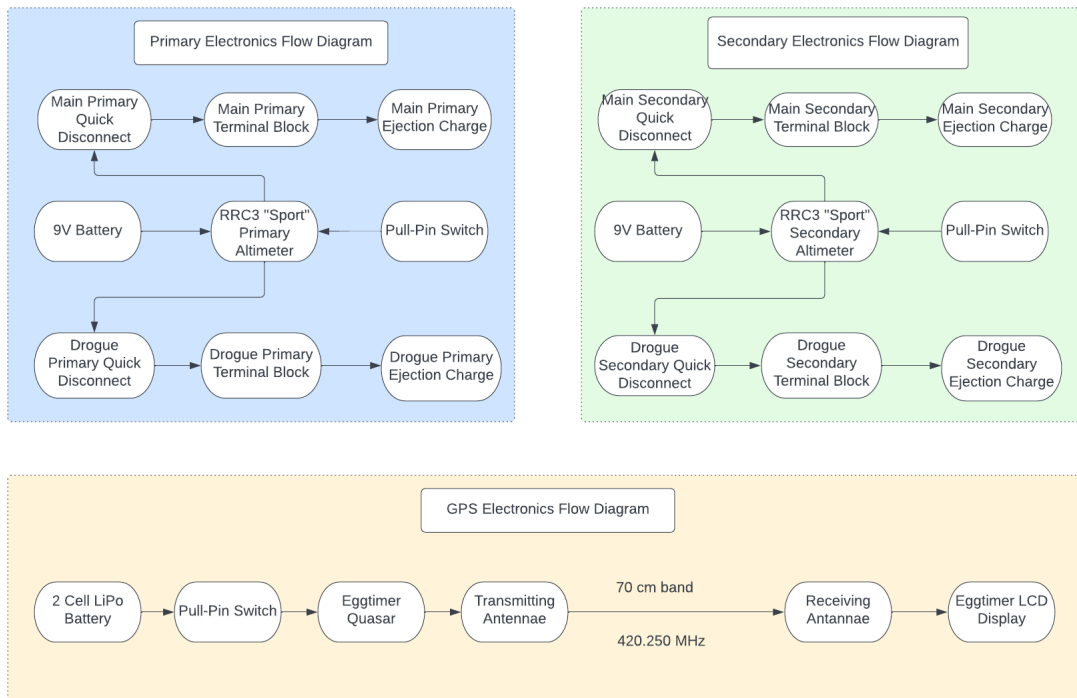 Primary Electronics Flow Diagram
Main Primary
Quick
Disconnect
Main Primary
Terminal Block
Main Primary
Ejection Charge
9V Battery
RRC3 "Sport"
Primary
Altimeter
Pull-Pin Switch
Drogue
Primary Quick
Disconnect
Drogue Primary
Terminal Block
Drogue Primary
Ejection Charge
Secondary Electronics Flow Diagram
Main Secondary
Quick
Disconnect
Main Secondary
Terminal Block
Main Secondary
Ejection Charge
9V Battery
RRC3 "Sport"
Secondary
Altimeter
Pull-Pin Switch
Drogue
Secondary Quick
Disconnect
Drogue
Secondary
Terminal Block
Drogue
Secondary
Ejection Charge
GPS Electronics Flow Diagram
2 Cell LiPo
Battery
Pull-Pin Switch
Eggtimer
Quasar
Transmitting
Antennae
70 cm band
420.250 MHz
Receiving
Antannae
Eggtimer LCD
Display